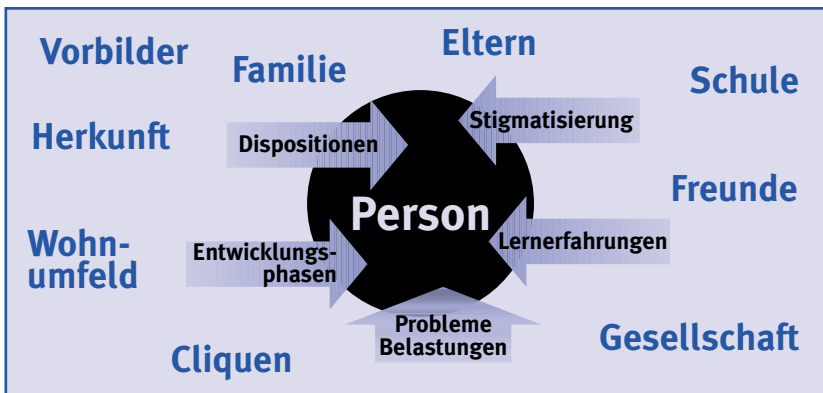 Vorbilder
Familie
Eltern
Schule
Herkunft
Dispositionen
Stigmatisierung
Freunde
Person
Wohn-
umfeld
Entwicklungs-
phasen
Lernerfahrungen
Probleme
Belastungen
Cliquen
Gesellschaft